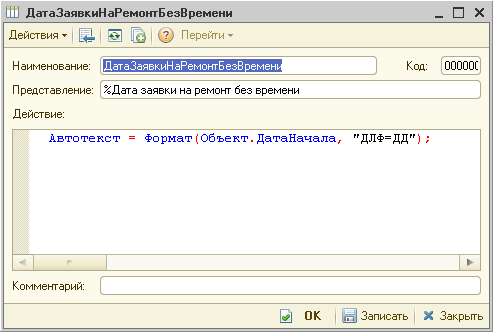 ДатаЗаявкиНаРемонтБезВремени
Действия Перейти
Наименование: ДатаЗаявкиНаРемонтБезВремени Код: 000000
Представление: %Дата заявки на ремонт без времени
Действие:
Автотекст = Формат(Объект.ДатаНачала, "ДЛФ=ДД");
Комментарий:
OK Записать Закрыть